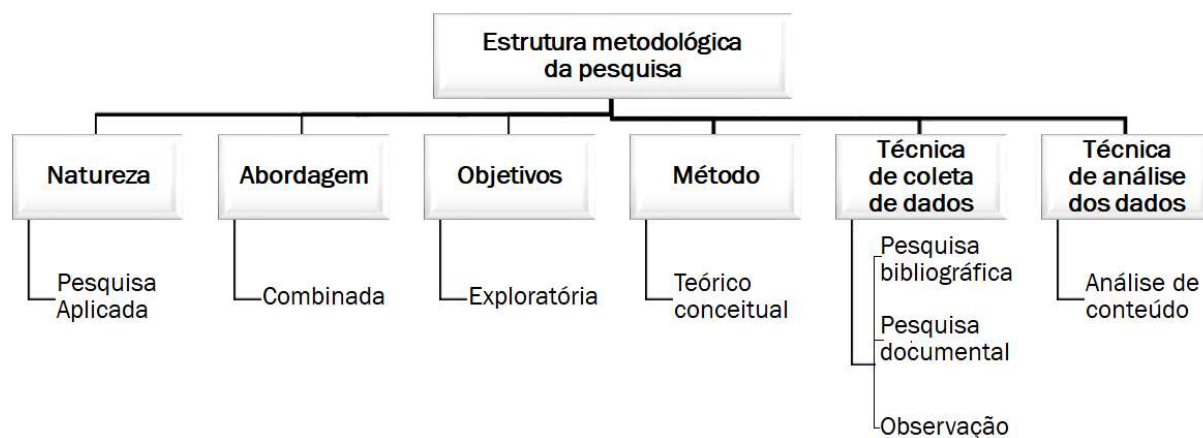 Estrutura metodológica
da pesquisa
Natureza
Abordagem
Objetivos
Método
Técnica
de coleta
de dados
Técnica
de análise
dos dados
Pesquisa
Aplicada
Combinada
Exploratória
Teórico
conceitual
Pesquisa
bibliográfica
Pesquisa
documental
Observação
Análise de
conteúdo